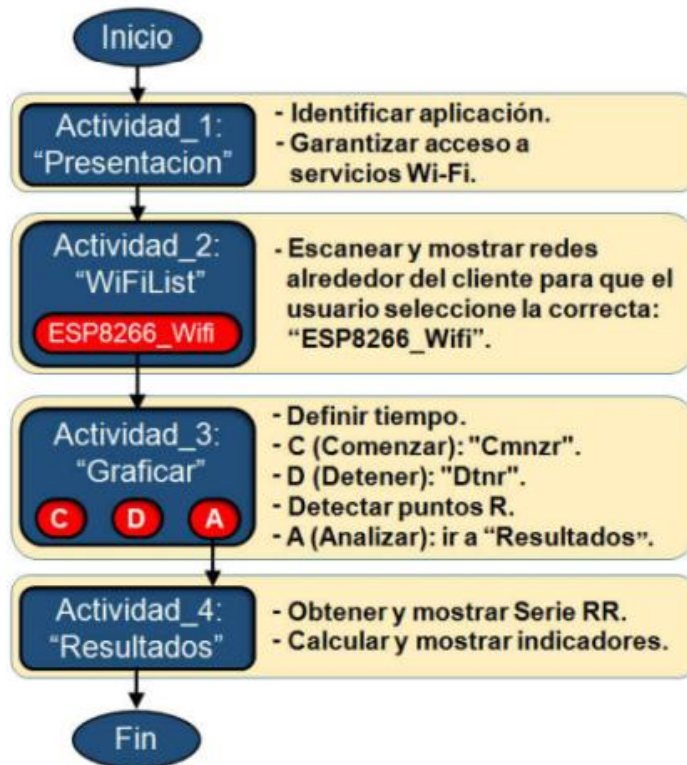 Inicio
Actividad_1:
“Presentacion”
- Identificar aplicación.
- Garantizar acceso a
servicios Wi-Fi.
Actividad_2:
“WiFiList”
ESP8266_Wifi
- Escanear y mostrar redes
alrededor del cliente para que el
usuario seleccione la correcta:
“ESP8266_Wifi”.
Actividad_3:
“Graficar”
C D A
- Definir tiempo.
- C (Comenzar): "Cmnzr".
- D (Detener): "Dtnr".
- Detectar puntos R.
- A (Analizar): ir a “Resultados”.
Actividad_4:
“Resultados”
- Obtener y mostrar Serie RR.
- Calcular y mostrar indicadores.
Fin